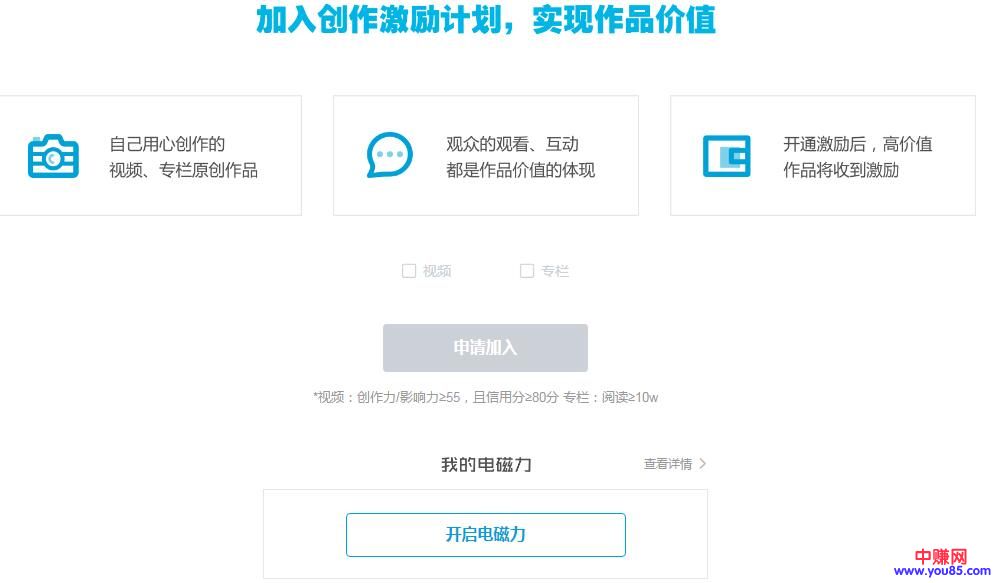 加入创作激励计划，实现作品价值
自己用心创作的
视频、专栏原创作品
观众的观看、互动
都是作品价值的体现
开通激励后，高价值
作品将收到激励
视频
专栏
申请加入
*视频：创作力/影响力≥55，且信用分≥80分 专栏：阅读≥10w
我的电磁力
查看详情
开启电磁力
中赚网
www.you85.com